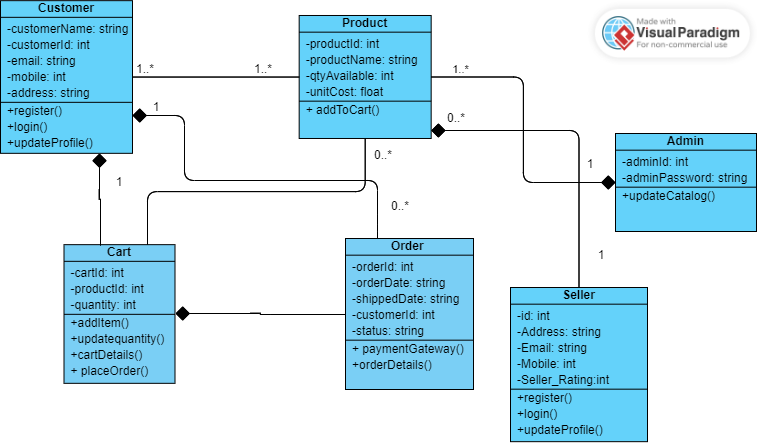 Customer
-customerName: string
-customerId: int
-email: string
-mobile: int
-address: string
+register()
+login()
+updateProfile()
Product
-productId: int
-productName: string
-qtyAvailable: int
-unitCost: float
+ addToCart()
Made with
Visual Paradigm
For non-commercial use
1..*
1..*
1..*
1
0..*
0..*
1
1
0..*
1
Admin
-adminId: int
-adminPassword: string
+updateCatalog()
Cart
-cartId: int
-productId: int
-quantity: int
+addItem()
+updatequantity()
+cartDetails()
+ placeOrder()
Order
-orderId: int
-orderDate: string
-shippedDate: string
-customerId: int
-status: string
+ paymentGateway()
+orderDetails()
Seller
-id: int
-Address: string
-Email: string
-Mobile: int
-Seller_Rating:int
+register()
+login()
+updateProfile()